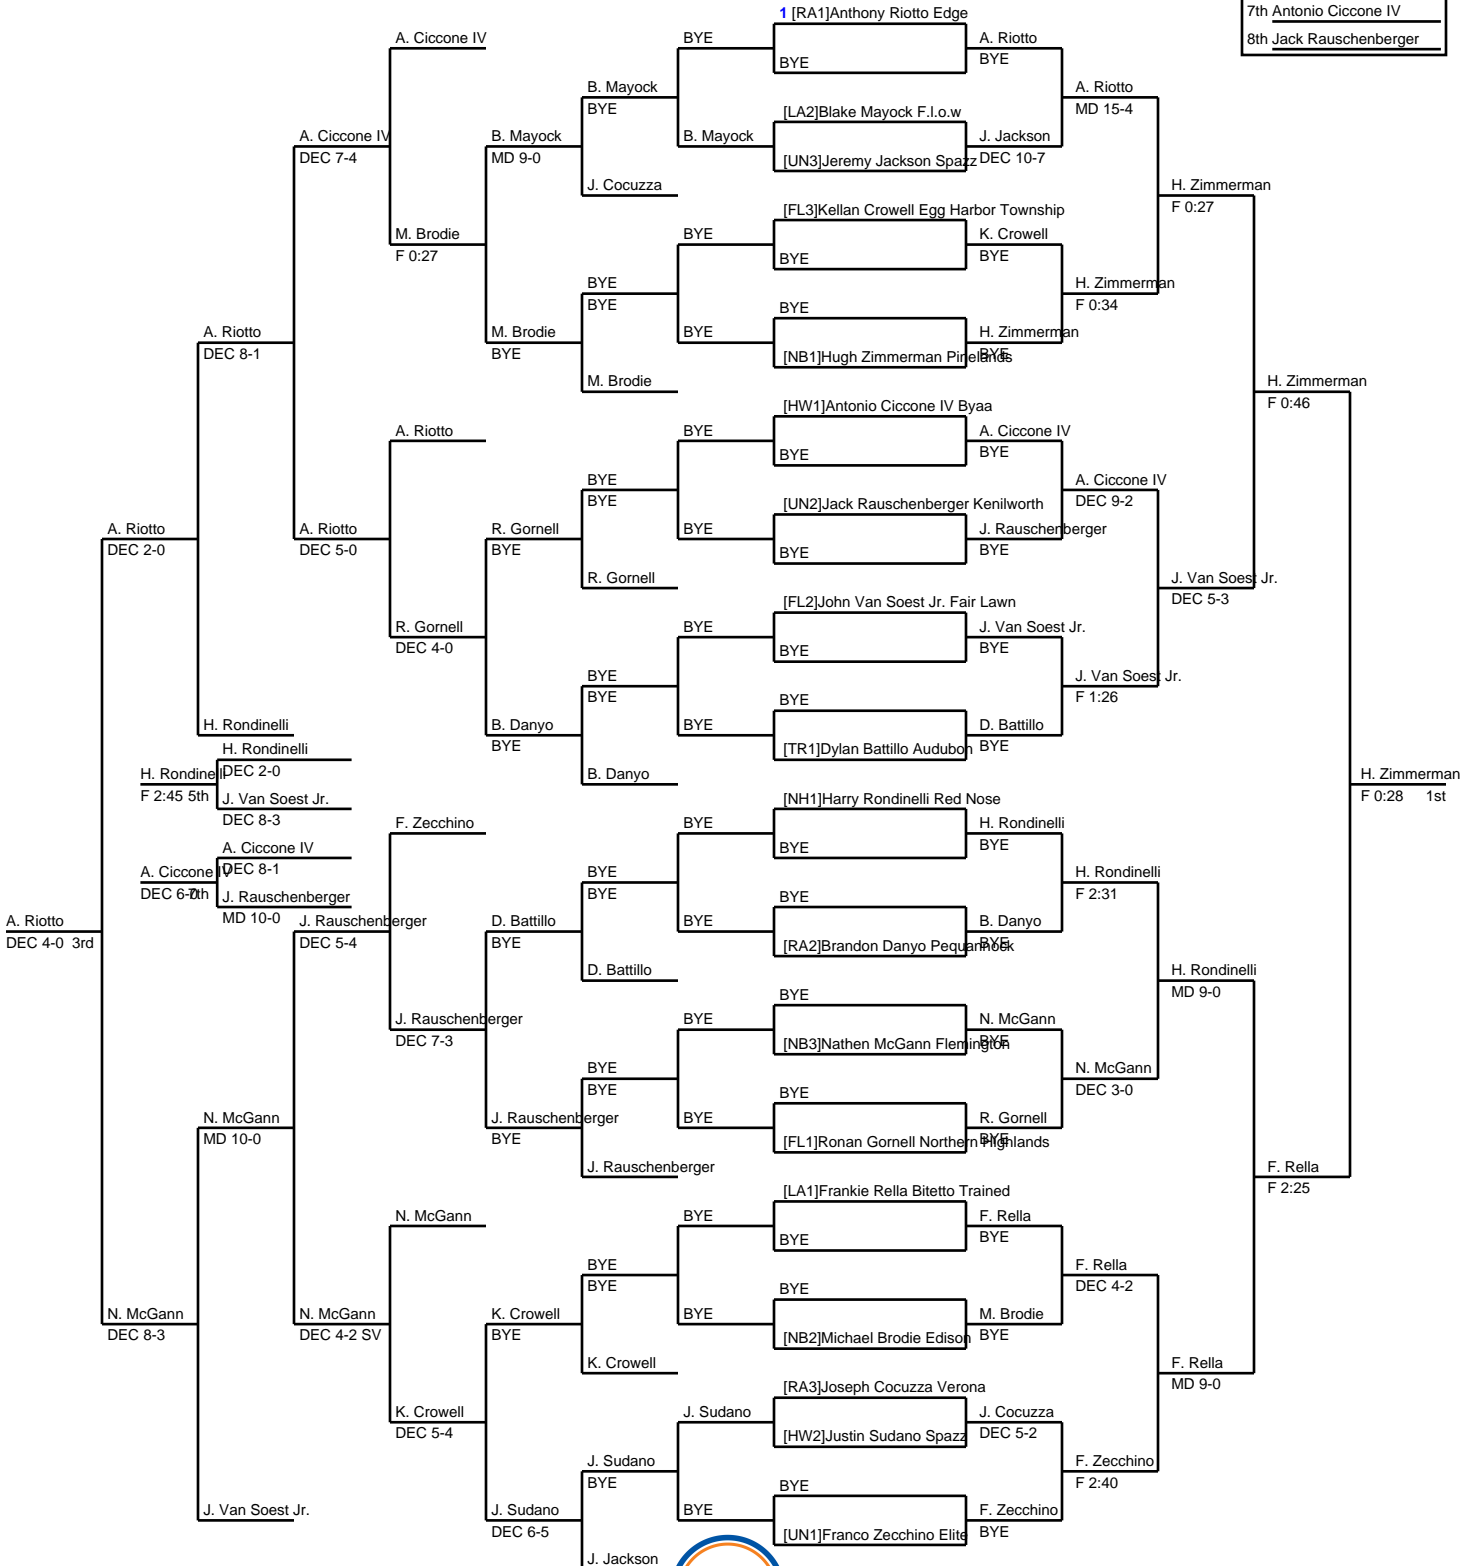 1 [RA1]Anthony Riotto Edge
7th Antonio Ciccone IV
A. Ciccone IV
BYE
A. Riotto
8th Jack Rauschenberger
BYE
BYE
B. Mayock
A. Riotto
BYE
[LA2]Blake Mayock F.l.o.w
MD 15-4
A. Ciccone IV
B. Mayock
B. Mayock
J. Jackson
DEC 7-4
MD 9-0
[UN3]Jeremy Jackson Spazz
DEC 10-7
J. Cocuzza
H. Zimmerman
[FL3]Kellan Crowell Egg Harbor Township
F 0:27
M. Brodie
BYE
K. Crowell
F 0:27
BYE
BYE
BYE
H. Zimmerman
BYE
BYE
F 0:34
A. Riotto
M. Brodie
BYE
H. Zimmerman
DEC 8-1
BYE
[NB1]Hugh Zimmerman Pinelands
BYE
M. Brodie
H. Zimmerman
[HW1]Antonio Ciccone IV Byaa
F 0:46
A. Riotto
BYE
A. Ciccone IV
BYE
BYE
BYE
A. Ciccone IV
BYE
[UN2]Jack Rauschenberger Kenilworth
DEC 9-2
A. Riotto
A. Riotto
R. Gornell
BYE
J. Rauschenberger
DEC 2-0
DEC 5-0
BYE
BYE
BYE
R. Gornell
J. Van Soest Jr.
[FL2]John Van Soest Jr. Fair Lawn
DEC 5-3
R. Gornell
BYE
J. Van Soest Jr.
DEC 4-0
BYE
BYE
BYE
J. Van Soest Jr.
BYE
BYE
F 1:26
H. Rondinelli
B. Danyo
BYE
D. Battillo
H. Rondinelli
BYE
[TR1]Dylan Battillo Audubon
BYE
H. Rondinelli
DEC 2-0
B. Danyo
H. Zimmerman
F 2:45 5th
J. Van Soest Jr.
[NH1]Harry Rondinelli Red Nose
F 0:28 1st
DEC 8-3
F. Zecchino
BYE
H. Rondinelli
A. Ciccone IV
BYE
A. Ciccone IV
DEC 8-1
BYE
H. Rondinelli
DEC 6-0 7th
J. Rauschenberger
BYE
BYE
F 2:31
MD 10-0
A. Riotto
J. Rauschenberger
D. Battillo
BYE
B. Danyo
DEC 4-0 3rd
DEC 5-4
BYE
[RA2]Brandon Danyo Pequannock
BYE
D. Battillo
H. Rondinelli
BYE
MD 9-0
J. Rauschenberger
BYE
N. McGann
DEC 7-3
[NB3]Nathen McGann Flemington
BYE
BYE
N. McGann
BYE
BYE
DEC 3-0
N. McGann
J. Rauschenberger
BYE
R. Gornell
MD 10-0
BYE
[FL1]Ronan Gornell Northern Highlands
BYE
J. Rauschenberger
F. Rella
[LA1]Frankie Rella Bitetto Trained
F 2:25
N. McGann
BYE
F. Rella
BYE
BYE
BYE
F. Rella
BYE
BYE
DEC 4-2
N. McGann
N. McGann
K. Crowell
BYE
M. Brodie
DEC 8-3
DEC 4-2 SV
BYE
[NB2]Michael Brodie Edison
BYE
K. Crowell
F. Rella
[RA3]Joseph Cocuzza Verona
MD 9-0
K. Crowell
J. Sudano
J. Cocuzza
DEC 5-4
[HW2]Justin Sudano Spazz
DEC 5-2
J. Sudano
F. Zecchino
BYE
BYE
F 2:40
J. Van Soest Jr.
J. Sudano
BYE
F. Zecchino
DEC 6-5
[UN1]Franco Zecchino Elite
BYE
J. Jackson